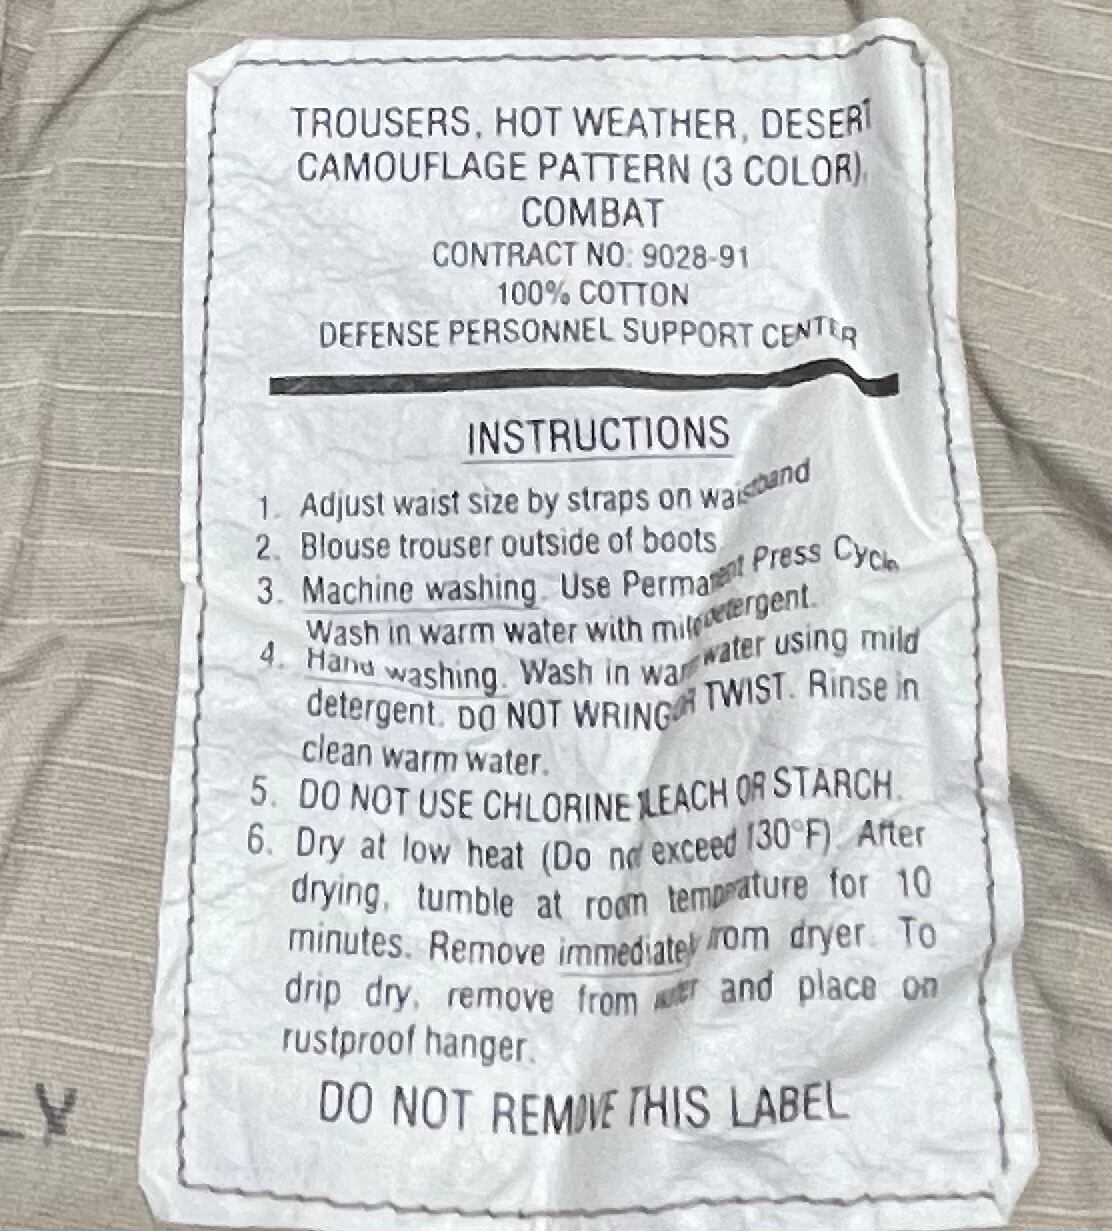 TROUSERS, HOT WEATHER, DESERT
CAMOUFLAGE PATTERN (3 COLOR),
COMBAT
CONTRACT NO: 9028-91
100% COTTON
DEFENSE PERSONNEL SUPPORT CENTER
INSTRUCTIONS
1. Adjust waist size by straps on waistband
2. Blouse trouser outside of boots
3. Machine washing. Use Permanent Press Cycle.
Wash in warm water with mild detergent.
4. Hand washing. Wash in warm water using mild
detergent. DO NOT WRING OR TWIST. Rinse in
clean warm water.
5. DO NOT USE CHLORINE BLEACH OR STARCH.
6. Dry at low heat (Do not exceed 130°F). After
drying, tumble at room temperature for 10
minutes. Remove immediately from dryer. To
drip dry, remove from water and place on
rustproof hanger.
DO NOT REMOVE THIS LABEL